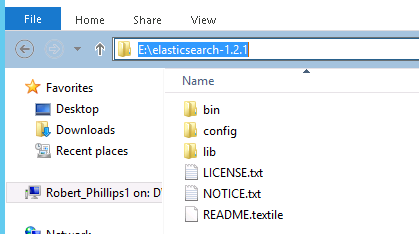 File
Home
Share
View
E:\elasticsearch-1.2.1
Favorites
Desktop
Downloads
Recent places
Robert_Phillips1 on:
Name
bin
config
lib
LICENSE.txt
NOTICE.txt
README.textile